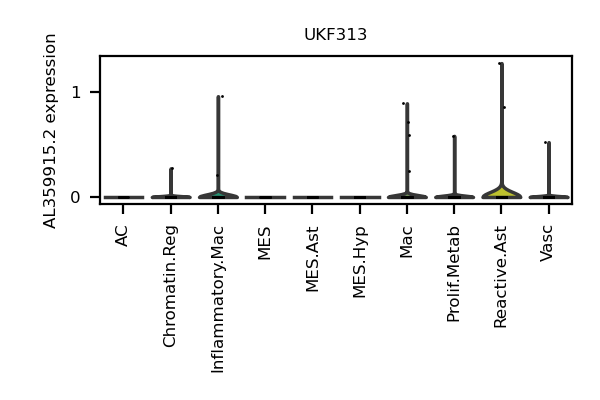 UKF313
AL359915.2 expression
1
0
AC
Chromatin.Reg
Inflammatory.Mac
MES
MES.Ast
MES.Hyp
Mac
Prolif.Metab
Reactive.Ast
Vasc